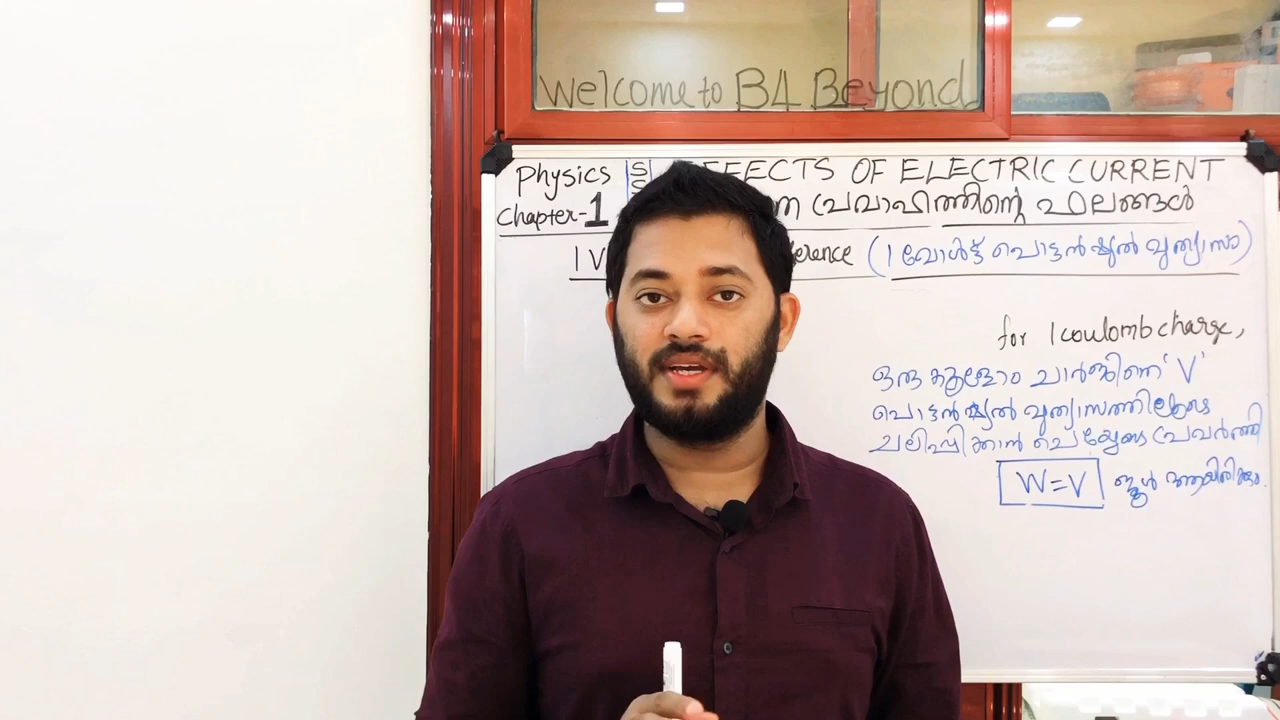 Welcome to B4 Beyond
Physics
Chapter-1
EFFECTS OF ELECTRIC CURRENT
പ്രവാഹത്തിന്റെ ഫലങ്ങൾ
1 V
(1 വോൾട്ട് പൊട്ടൻഷ്യൽ വ്യത്യാസം)
for 1 coulomb charge,
ഒരു കൂളോം ചാർജിനെ 'V'
പൊട്ടൻഷ്യൽ വ്യത്യാസത്തിലൂടെ
ചലിപ്പിക്കാൻ ചെയ്യേണ്ട പ്രവർത്തി
W=V ജൂൾ ആയിരിക്കും.